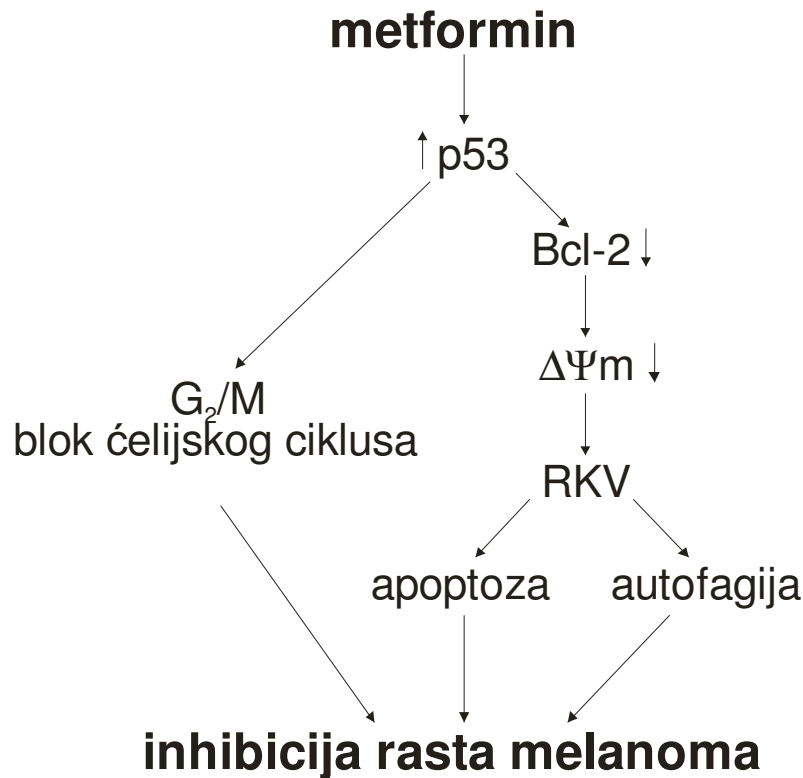 metformin
p53
Bcl-2
ΔΨm
G₂/M
blok ćelijskog ciklusa
RKV
apoptoza autofagija
inhibicija rasta melanoma